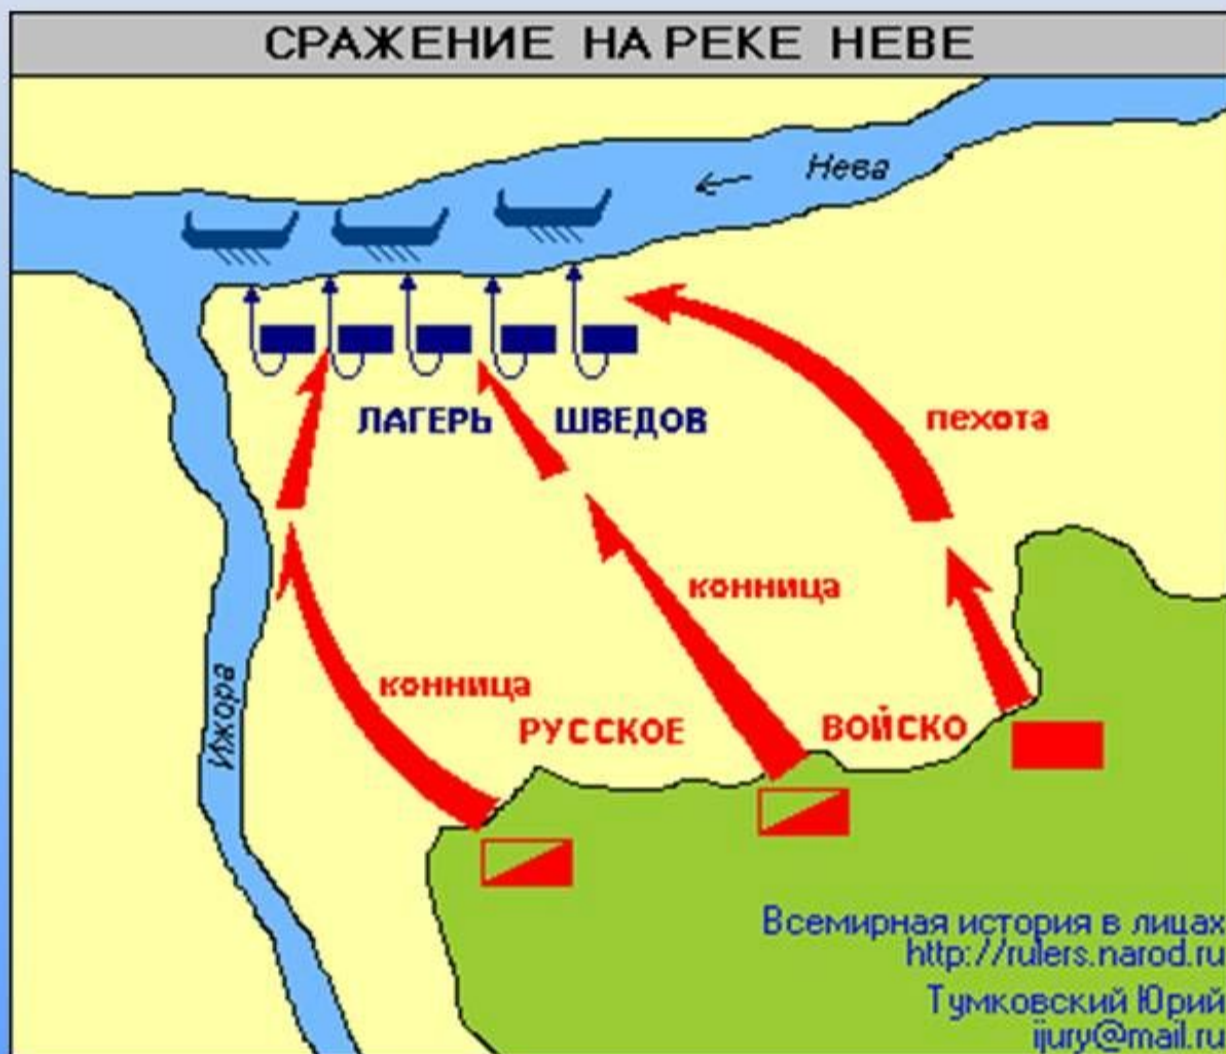 СРАЖЕНИЕ НА РЕКЕ НЕВЕ
Нева
ЛАГЕРЬ ШВЕДОВ
пехота
конница
конница
РУССКОЕ ВОЙСКО
Ижора
Всемирная история в лицах
http://rulers.narod.ru
Тумковский Юрий
ijury@mail.ru